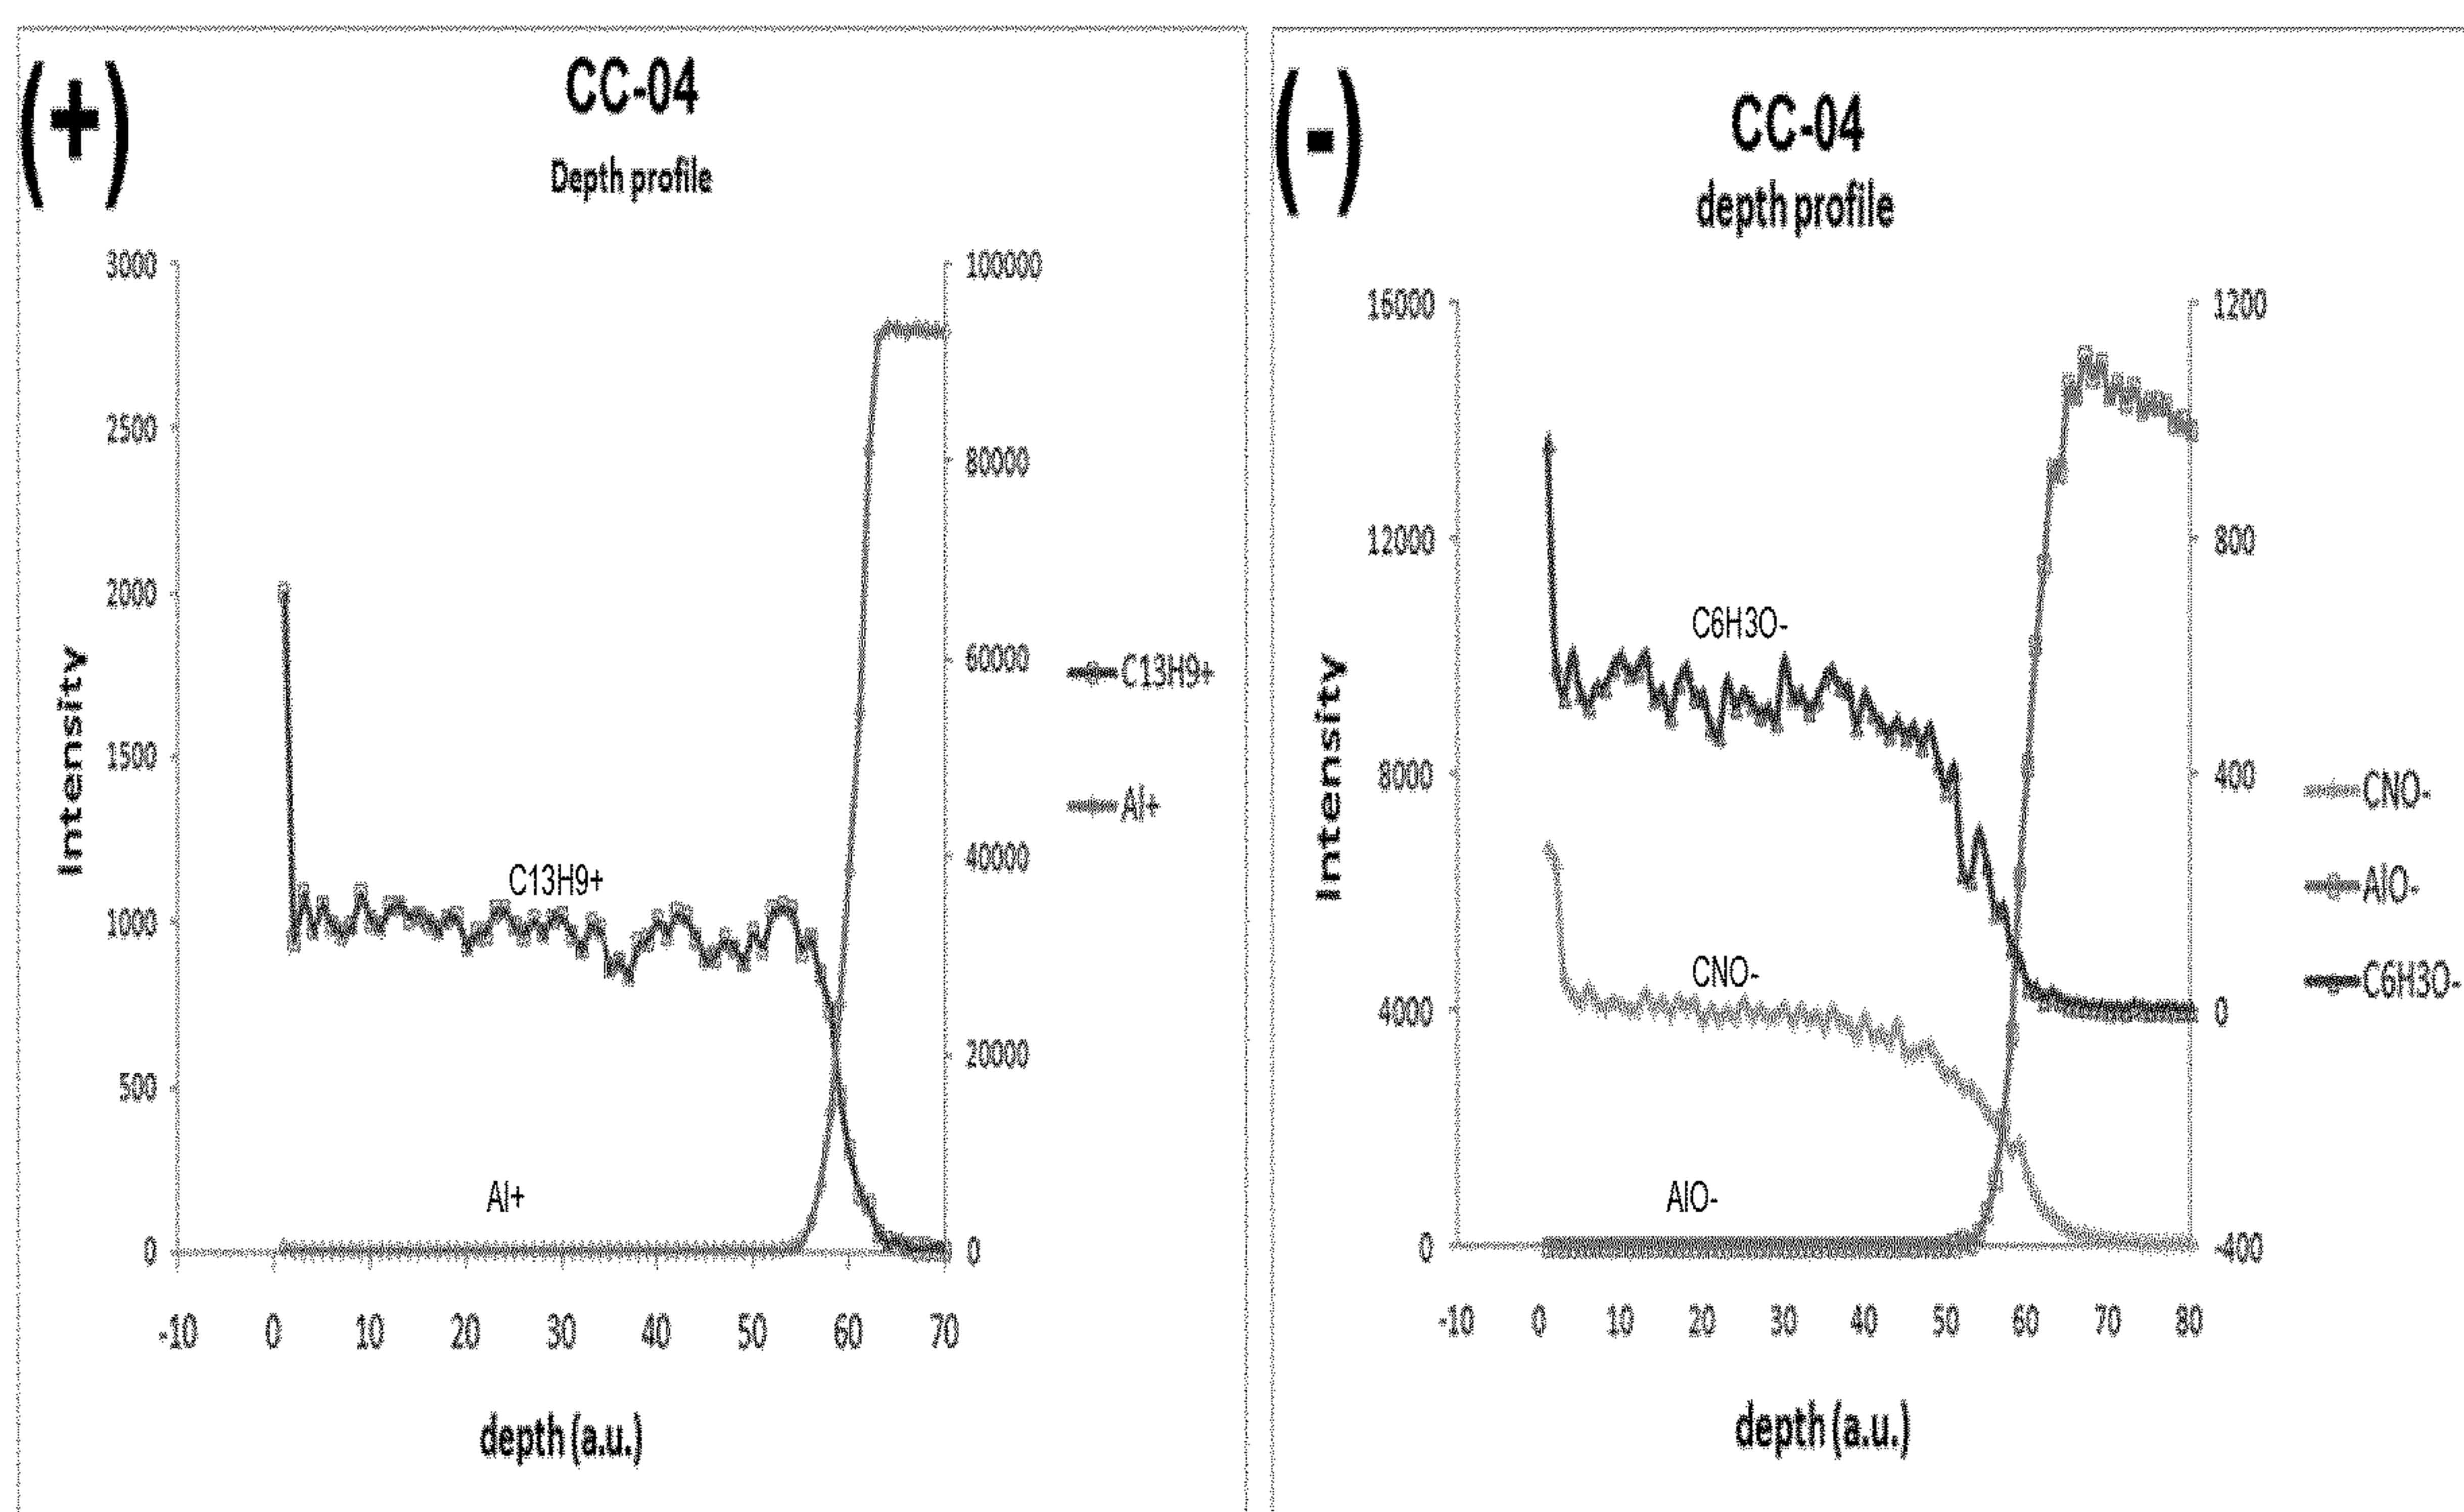 (+)
CC-04
Depth profile
3000
2500
2000
1500
1000
500
0
Intensity
100000
80000
60000
40000
20000
0
C13H9+
Al+
C13H9+
Al+
-10 0 10 20 30 40 50 60 70
depth (a.u.)
(-)
CC-04
depth profile
16000
12000
8000
4000
0
Intensity
1200
800
400
0
-400
C6H3O-
CNO-
AlO-
CNO-
AlO-
C6H3O-
-10 0 10 20 30 40 50 60 70 80
depth (a.u.)